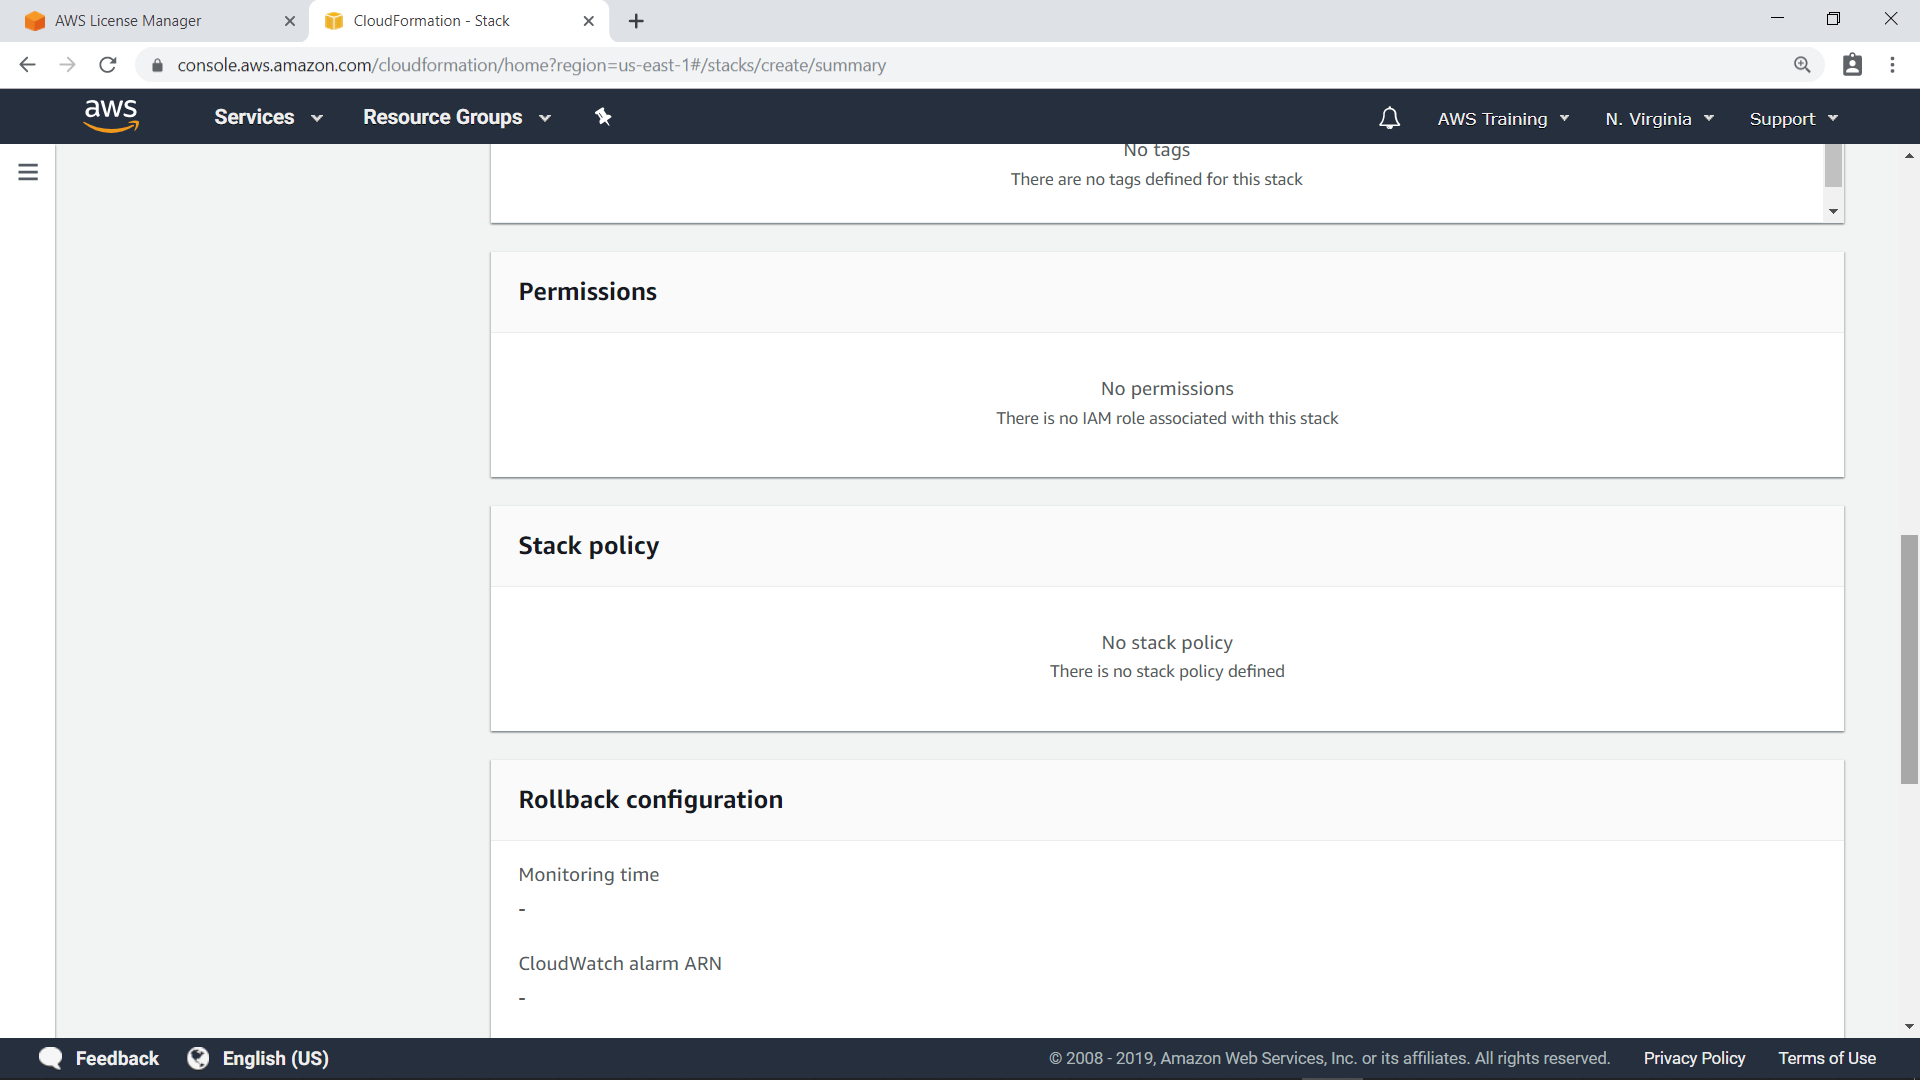 AWS License Manager
CloudFormation - Stack
console.aws.amazon.com/cloudformation/home?region=us-east-1#/stacks/create/summary
aws
Services
Resource Groups
AWS Training
N. Virginia
Support
No tags
There are no tags defined for this stack
Permissions
No permissions
There is no IAM role associated with this stack
Stack policy
No stack policy
There is no stack policy defined
Rollback configuration
Monitoring time
-
CloudWatch alarm ARN
-
Feedback
English (US)
© 2008 - 2019, Amazon Web Services, Inc. or its affiliates. All rights reserved.
Privacy Policy
Terms of Use